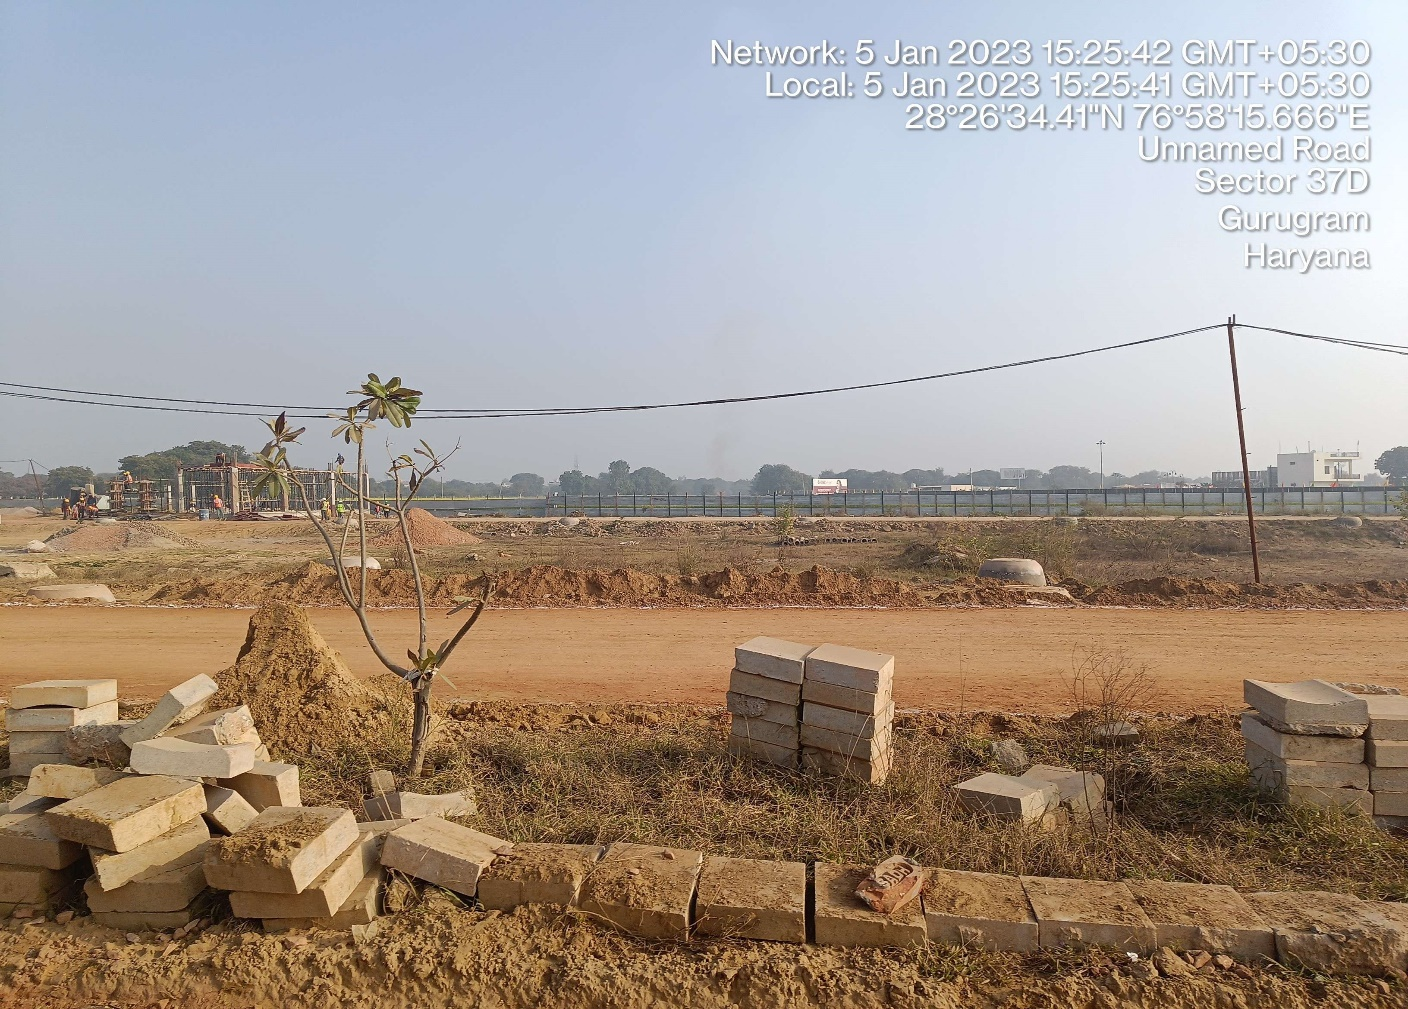 Network: 5 Jan 2023 15:25:42 GMT+05:30
Local: 5 Jan 2023 15:25:41 GMT+05:30
28°26'34.41"N 76°58'15.666"E
Unnamed Road
Sector 37D
Gurugram
Haryana